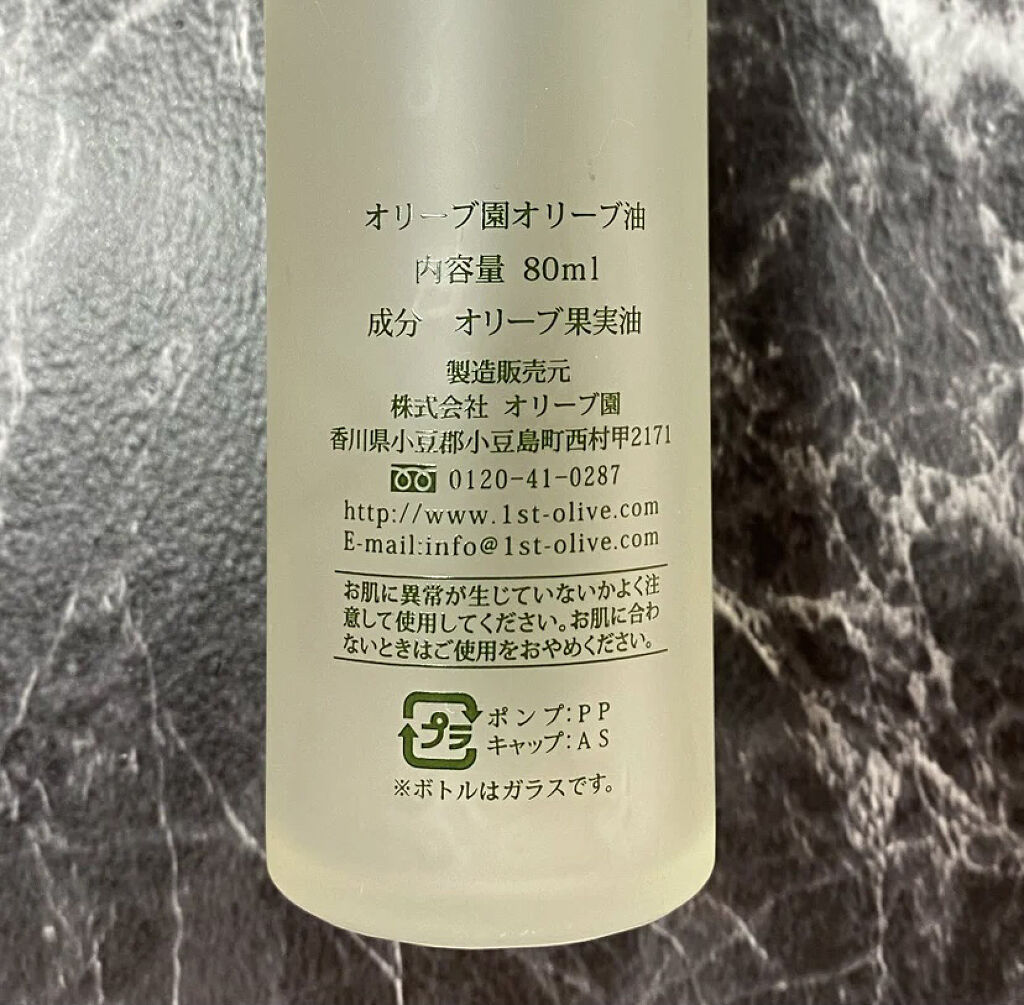 オリーブ園オリーブ油
内容量 80ml
成分 オリーブ果実油
製造販売元
株式会社 オリーブ園
香川県小豆郡小豆島町西村甲2171
0120-41-0287
http://www.1st-olive.com
E-mail:info@1st-olive.com
お肌に異常が生じていないかよく注
意して使用してください。お肌に合わ
ないときはご使用をおやめください。
プラ
ポンプ:PP
キャップ:AS
※ボトルはガラスです。